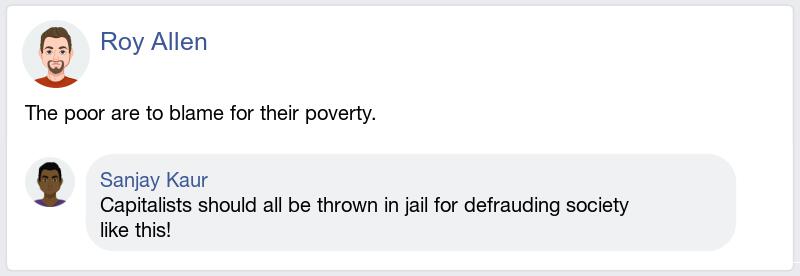 Roy Allen
The poor are to blame for their poverty.
Sanjay Kaur
Capitalists should all be thrown in jail for defrauding society
like this!